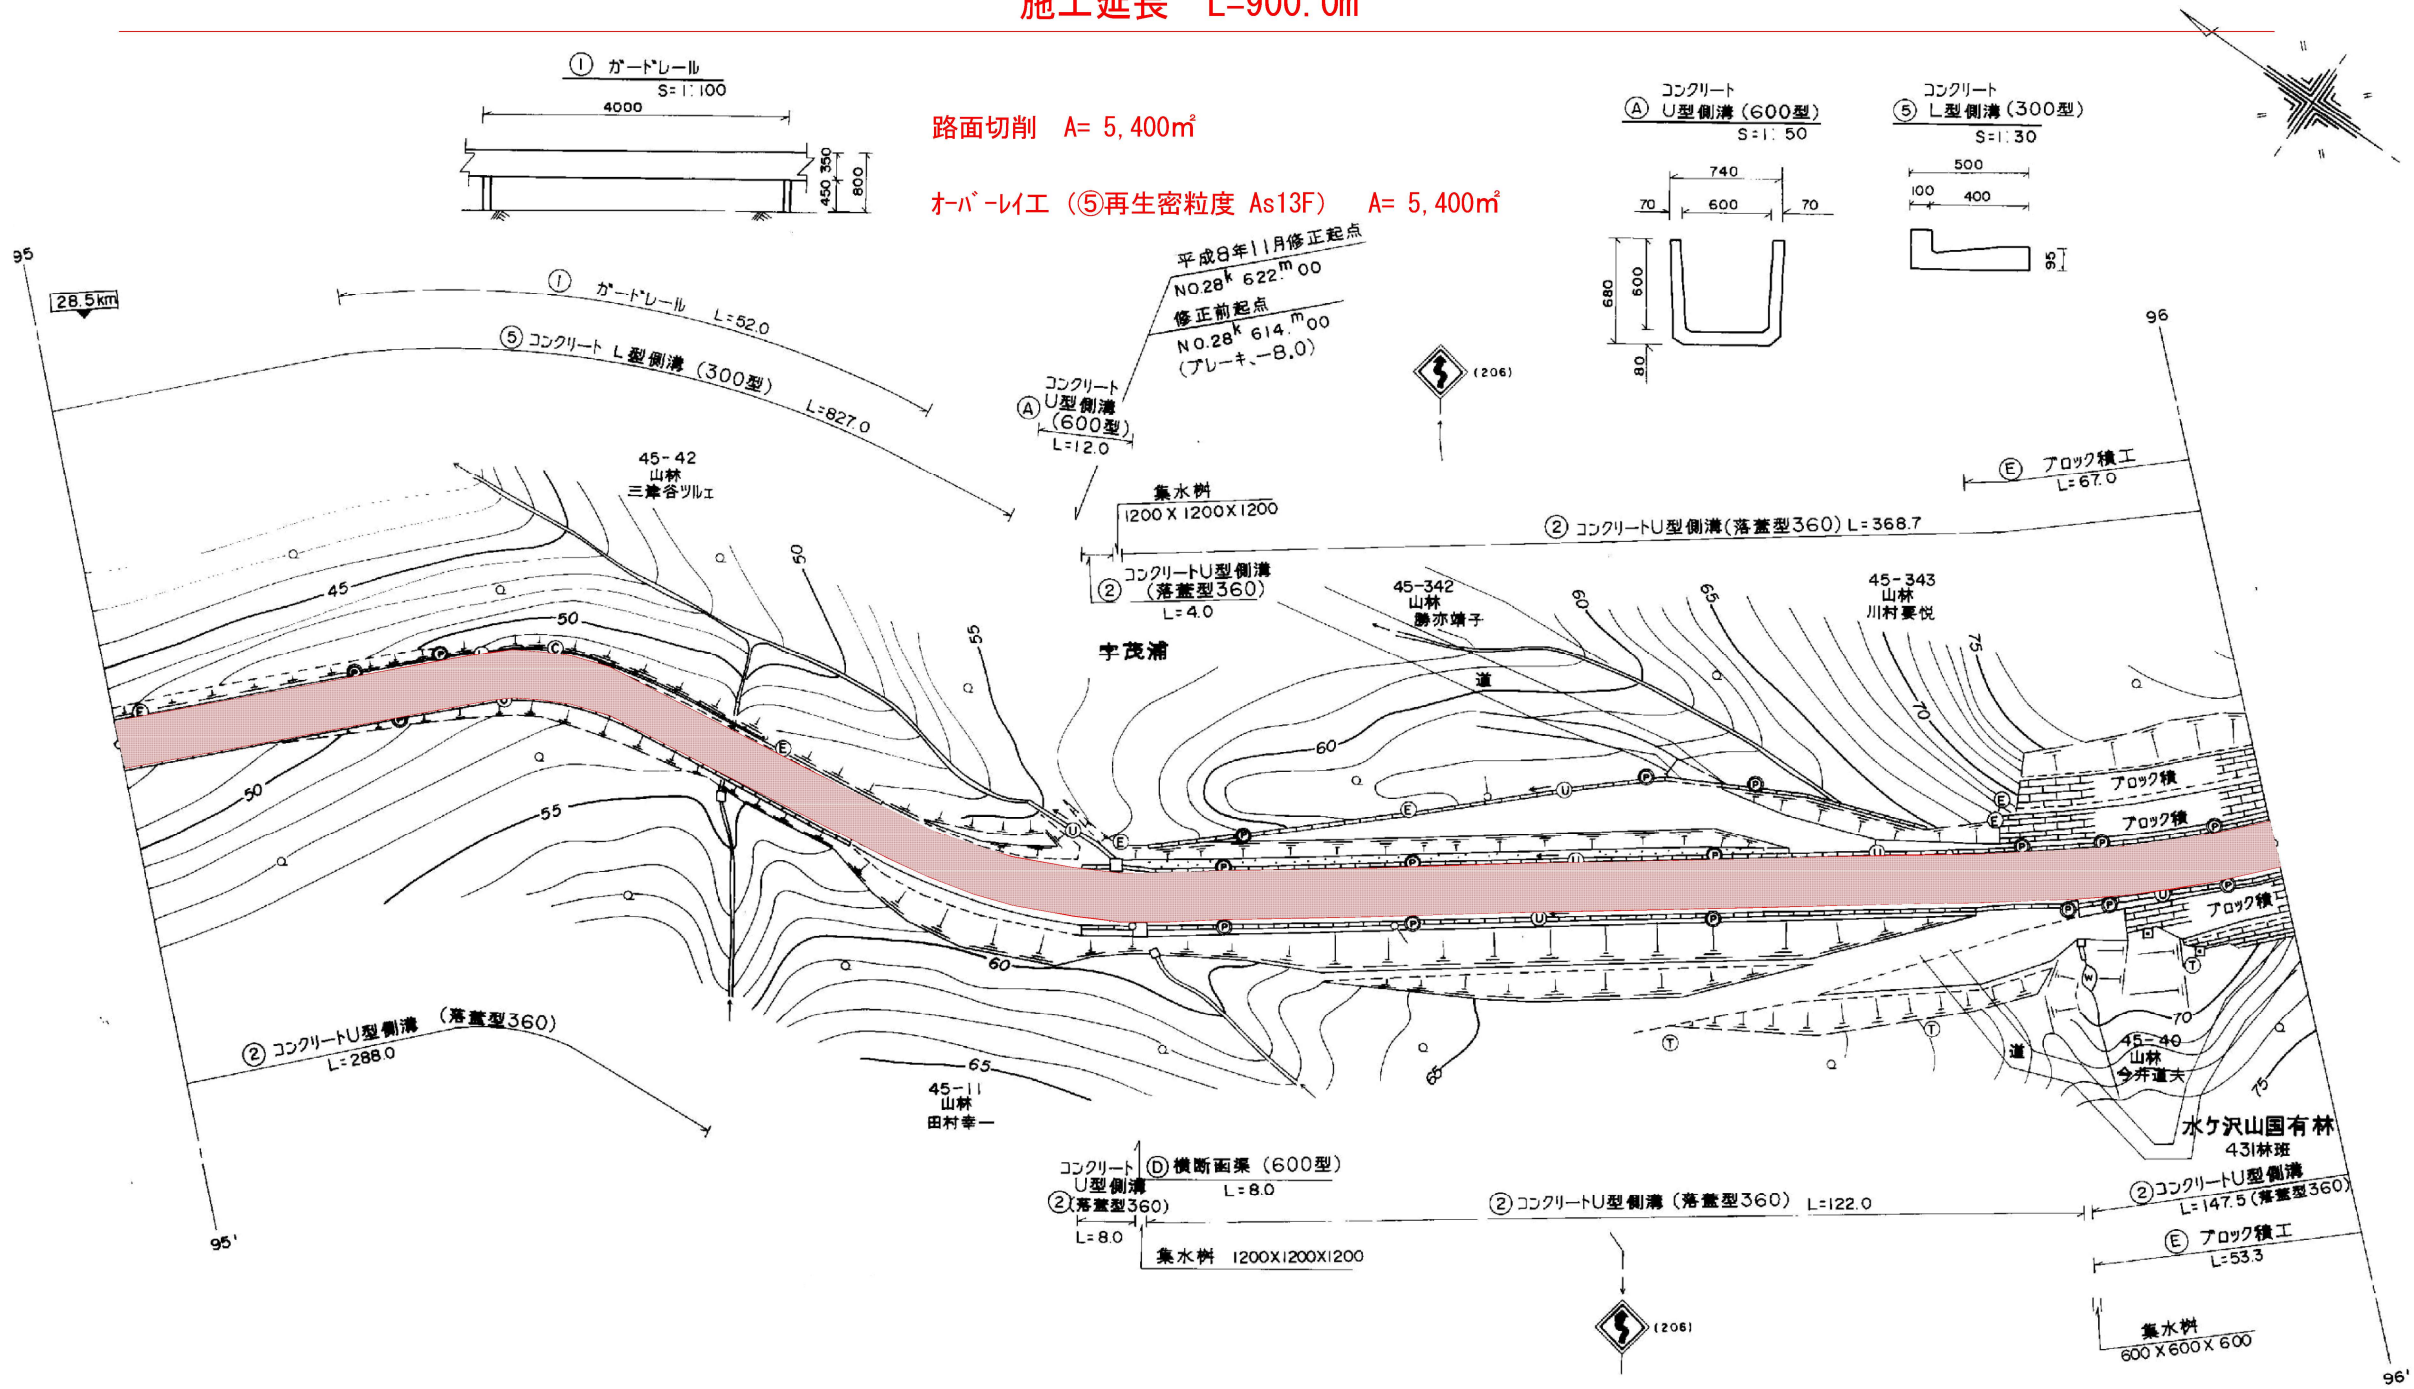 施工延長　L=900.0m
① ガードレール
S=1:100
4000
450 350
800
路面切削　A= 5,400㎡
オーバーレイ工（⑤再生密粒度 As13F）　A= 5,400㎡
コンクリート
Ⓐ U型側溝(600型)
S=1:50
740
70 600 70
680 600
80
コンクリート
⑤ L型側溝(300型)
S=1:30
500
100 400
95
95
28.5km
① ガードレール L=52.0
⑤ コンクリート L型側溝(300型) L=827.0
平成8年11月修正起点
NO.28k 622.m00
修正前起点
NO.28k 614.m00
(ブレーキ、-8.0)
コンクリート
Ⓐ U型側溝
(600型)
L=12.0
(206)
96
Ⓔ ブロック積工
L=67.0
45-42
山林
三津谷ツルエ
集水桝
1200X1200X1200
② コンクリートU型側溝(落蓋型360) L=368.7
コンクリートU型側溝
② (落蓋型360)
L=4.0
字茂浦
45-342
山林
勝亦靖子
45-343
山林
川村要悦
45
50
50
55
60
65
75
70
道
60
ブロック積
ブロック積
ブロック積
50
55
60
65
65
70
75
道
② コンクリートU型側溝 (落蓋型360)
L=288.0
45-11
山林
田村幸一
45-40
山林
今井道夫
水ケ沢山国有林
431林班
コンクリート
U型側溝
②(落蓋型360)
L=8.0
Ⓓ横断函渠(600型)
L=8.0
集水桝 1200X1200X1200
② コンクリートU型側溝(落蓋型360) L=122.0
② コンクリートU型側溝
L=147.5(落蓋型360)
Ⓔ ブロック積工
L=53.3
集水桝
600X600X600
(206)
95'
96'